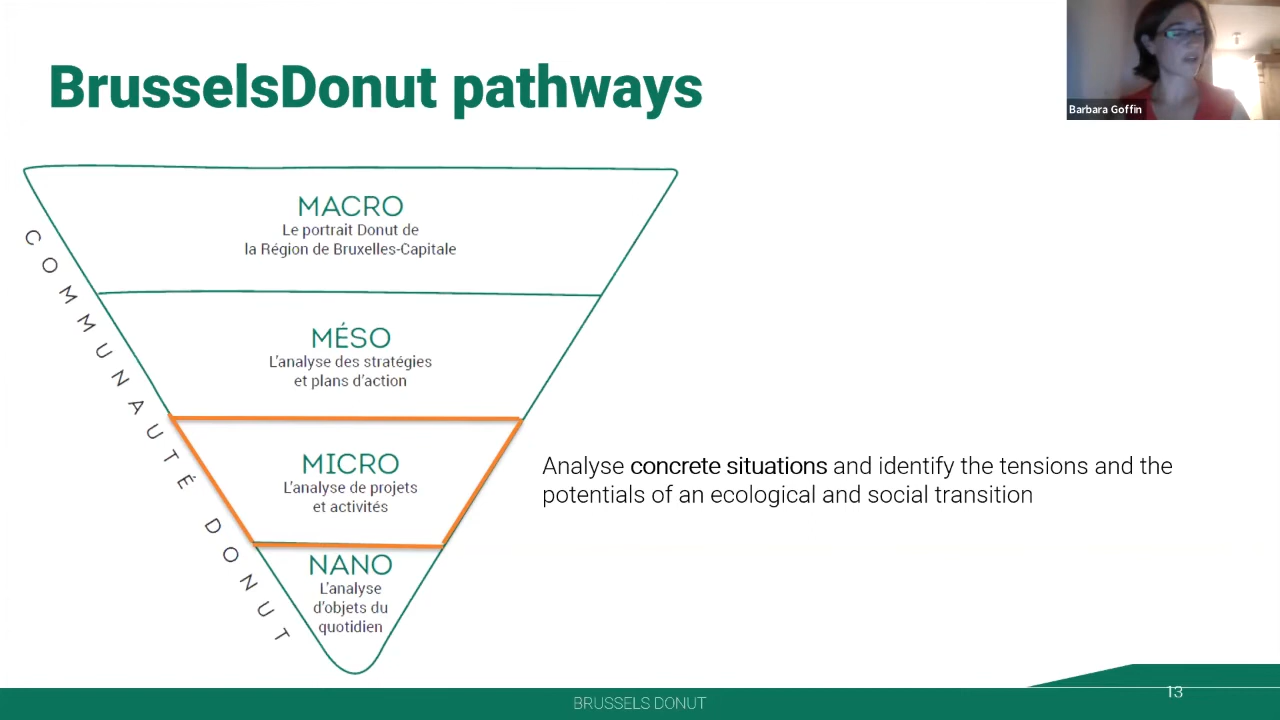 BrusselsDonut pathways
Barbara Goffin
MACRO
Le portrait Donut de
la Région de Bruxelles-Capitale
MÉSO
L'analyse des stratégies
et plans d'action
MICRO
L'analyse de projets
et activités
NANO
L'analyse
d'objets du
quotidien
COMMUNAUTÉ DONUT
Analyse concrete situations and identify the tensions and the
potentials of an ecological and social transition
BRUSSELS DONUT
13